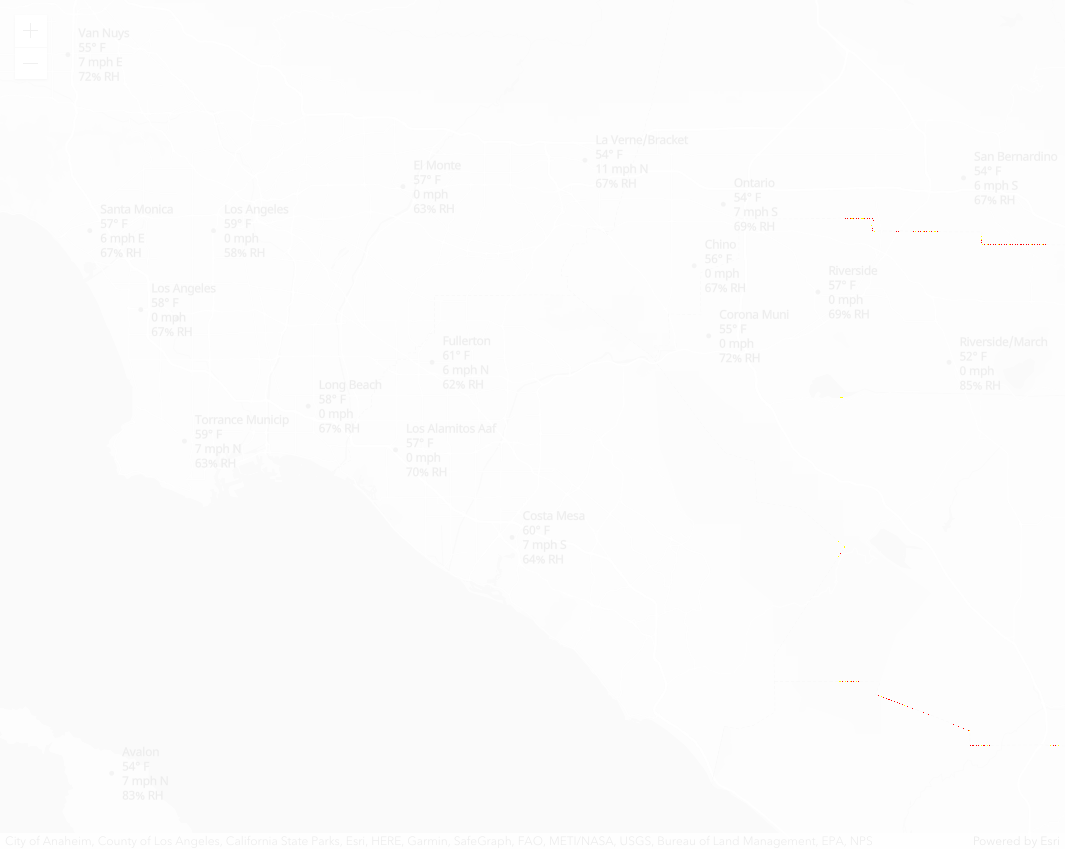 +
Van Nuys
55° F
7 mph E
72% RH
—
La Verne/Bracket
54° F
11 mph N
67% RH
San Bernardino
54° F
6 mph S
67% RH
El Monte
57° F
0 mph
63% RH
Ontario
54° F
7 mph S
69% RH
Santa Monica
57° F
6 mph E
67% RH
Los Angeles
59° F
0 mph
58% RH
Chino
56° F
0 mph
67% RH
Riverside
57° F
0 mph
69% RH
Los Angeles
58° F
0 mph
67% RH
Corona Muni
55° F
0 mph
72% RH
Fullerton
61° F
6 mph N
62% RH
Riverside/March
52° F
0 mph
85% RH
Long Beach
58° F
0 mph
67% RH
Torrance Municip
59° F
7 mph N
63% RH
Los Alamitos Aaf
57° F
0 mph
70% RH
Costa Mesa
60° F
7 mph S
64% RH
Avalon
54° F
7 mph N
83% RH
City of Anaheim, County of Los Angeles, California State Parks, Esri, HERE, Garmin, SafeGraph, FAO, METI/NASA, USGS, Bureau of Land Management, EPA, NPS
Powered by Esri